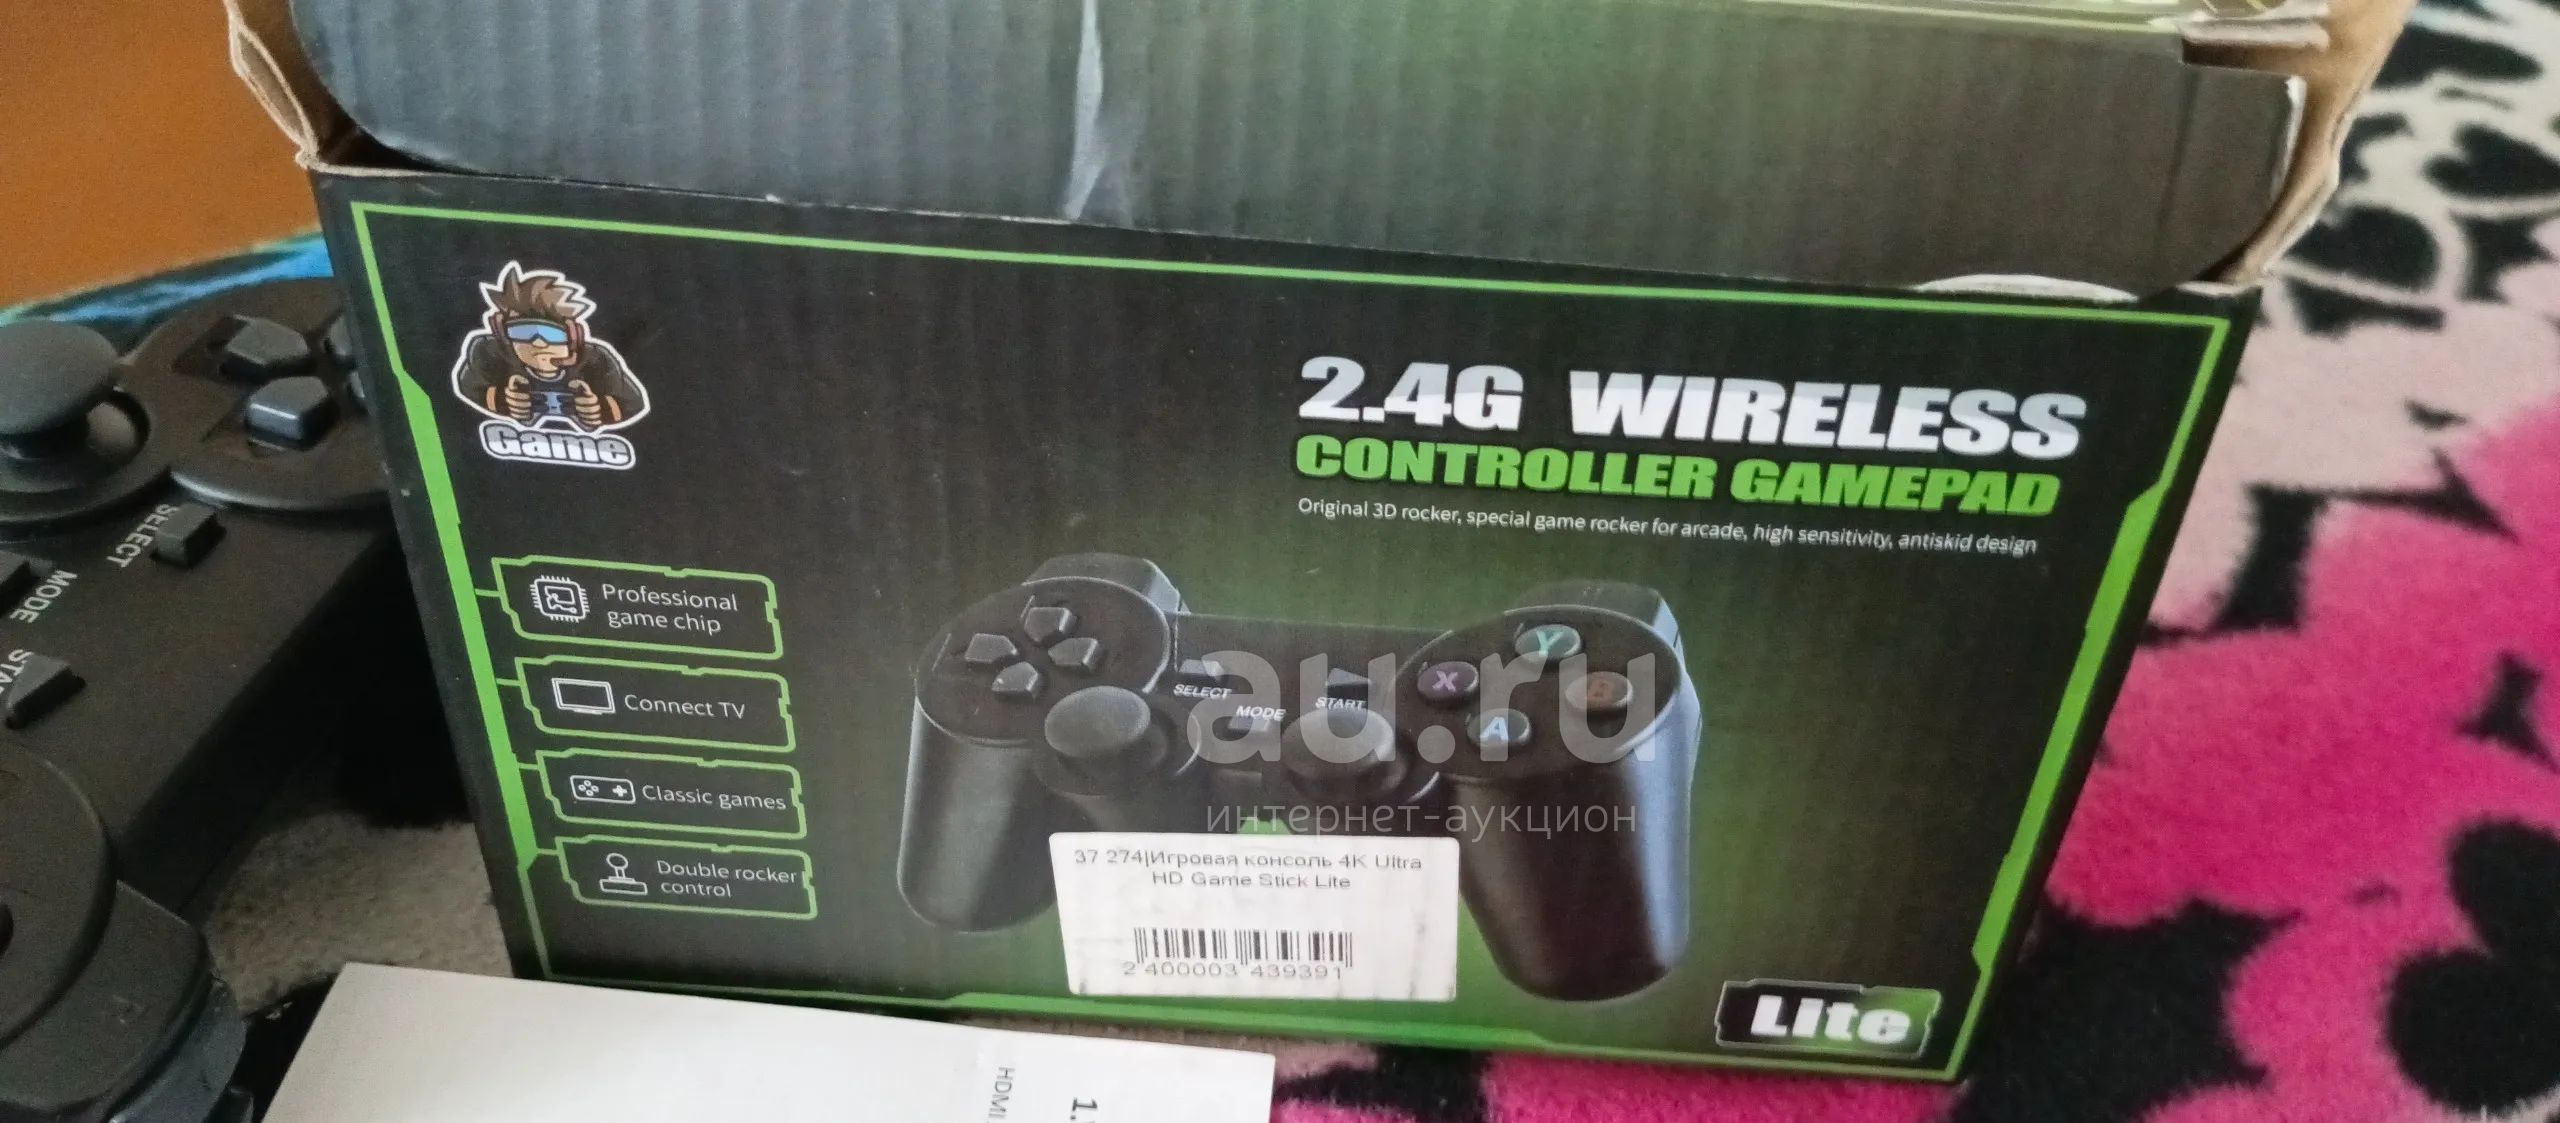 Game
2.4G WIRELESS
CONTROLLER GAMEPAD
Original 3D rocker, special game rocker for arcade, high sensitivity, antiskid design
Professional
game chip
Connect TV
Classic games
Double rocker
control
SELECT
MODE
START
Y
X
B
A
au.ru
интернет-аукцион
37 274|Игровая консоль 4K Ultra
HD Game Stick Lite
2 400003 439391
Lite
SELECT
MODE
HDMI